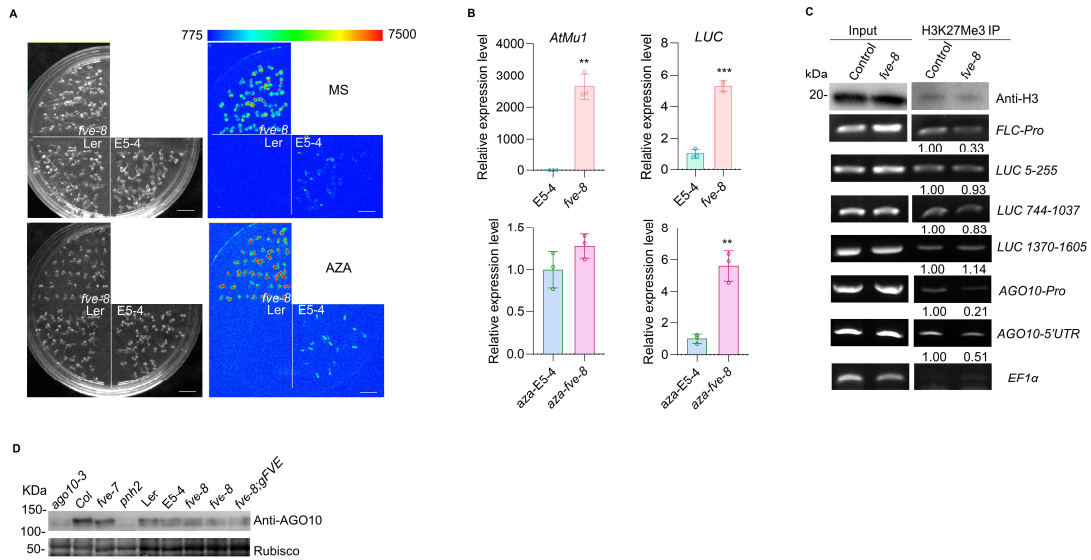 A
775
7500
fve-8
Ler
E5-4
MS
fve-8
Ler
E5-4
fve-8
Ler
E5-4
AZA
fve-8
Ler
E5-4
B
AtMu1
Relative expression level
4000
3000
2000
1000
0
**
E5-4
fve-8
LUC
Relative expression level
8
6
4
2
0
***
E5-4
fve-8
Relative expression level
1.5
1.0
0.5
0.0
aza-E5-4
aza-fve-8
Relative expression level
8
6
4
2
0
**
aza-E5-4
aza-fve-8
C
Input
H3K27Me3 IP
Control
fve-8
Control
fve-8
kDa
20-
Anti-H3
FLC-Pro
1.00 0.33
LUC 5-255
1.00 0.93
LUC 744-1037
1.00 0.83
LUC 1370-1605
1.00 1.14
AGO10-Pro
1.00 0.21
AGO10-5'UTR
1.00 0.51
EF1α
D
KDa
ago10-3
Col
fve-7
pnh2
Ler
E5-4
fve-8
fve-8
fve-8;gFVE
150-
100-
Anti-AGO10
50-
Rubisco